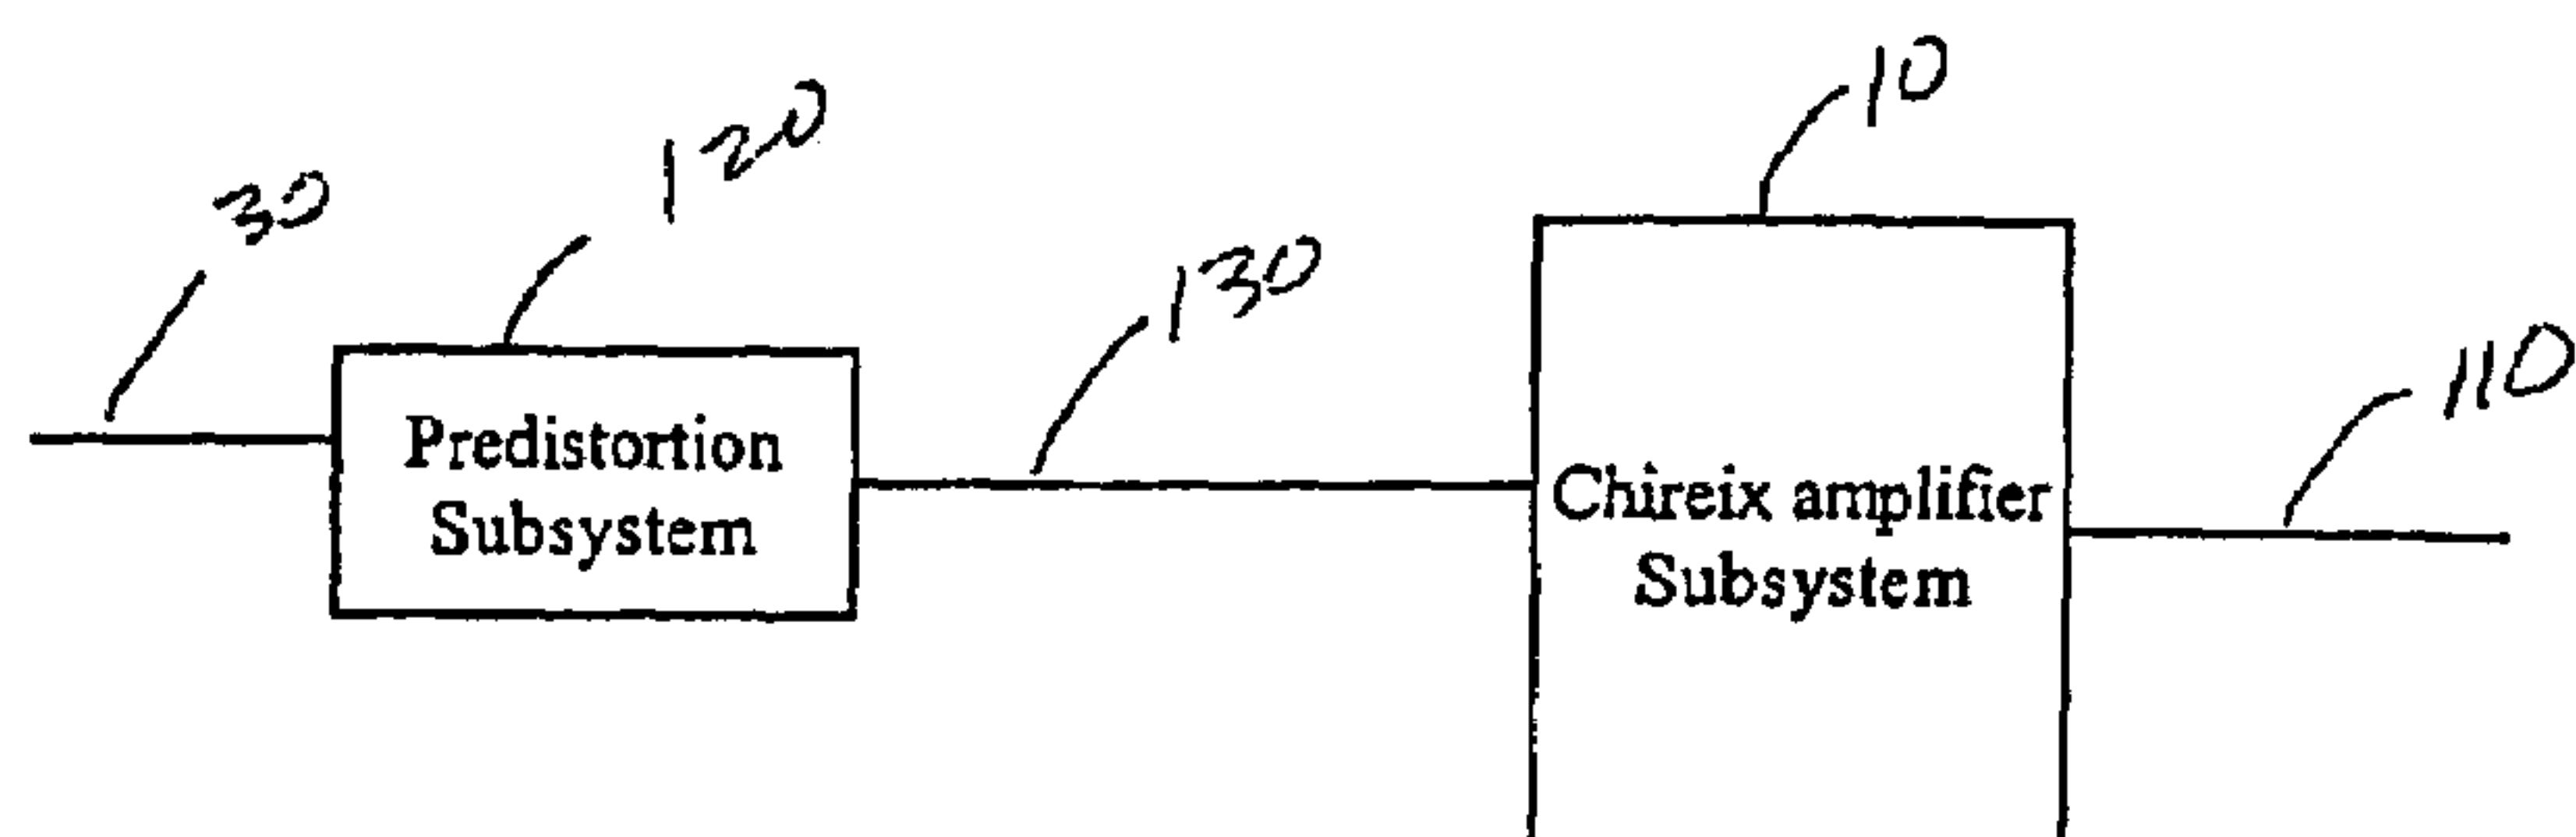 10
120
30
130
110
Predistortion
Subsystem
Chireix amplifier
Subsystem